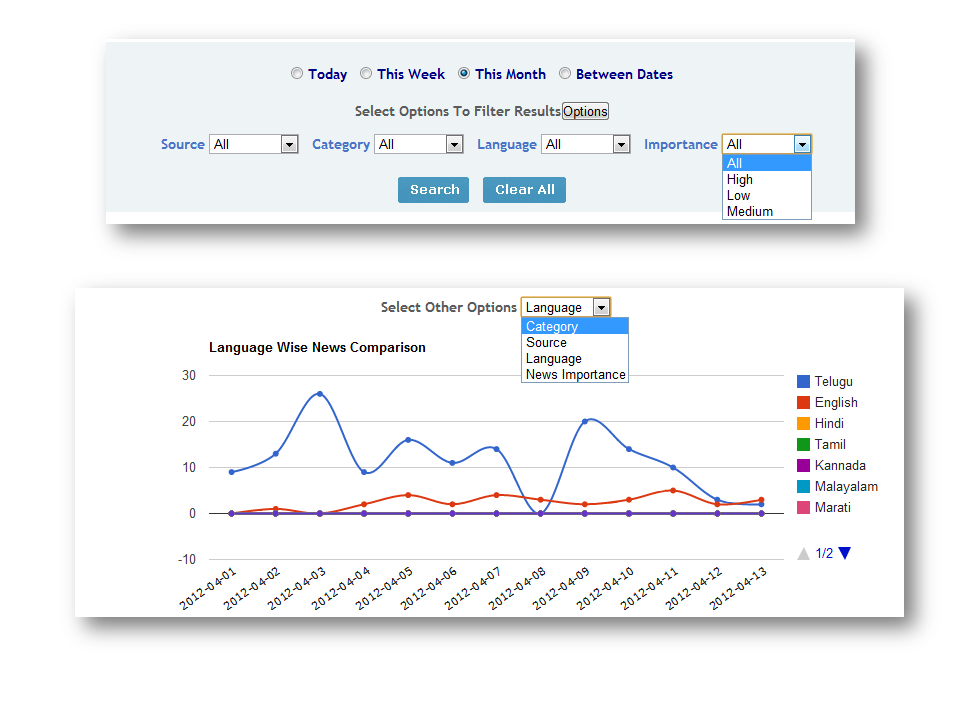 Today This Week This Month Between Dates
Select Options To Filter Results Options
Source All Category All Language All Importance All
All
High
Low
Medium
Search Clear All
Select Other Options Language
Category
Source
Language
News Importance
Language Wise News Comparison
30
20
10
0
-10
2012-04-01 2012-04-02 2012-04-03 2012-04-04 2012-04-05 2012-04-06 2012-04-07 2012-04-08 2012-04-09 2012-04-10 2012-04-11 2012-04-12 2012-04-13
Telugu
English
Hindi
Tamil
Kannada
Malayalam
Marati
1/2